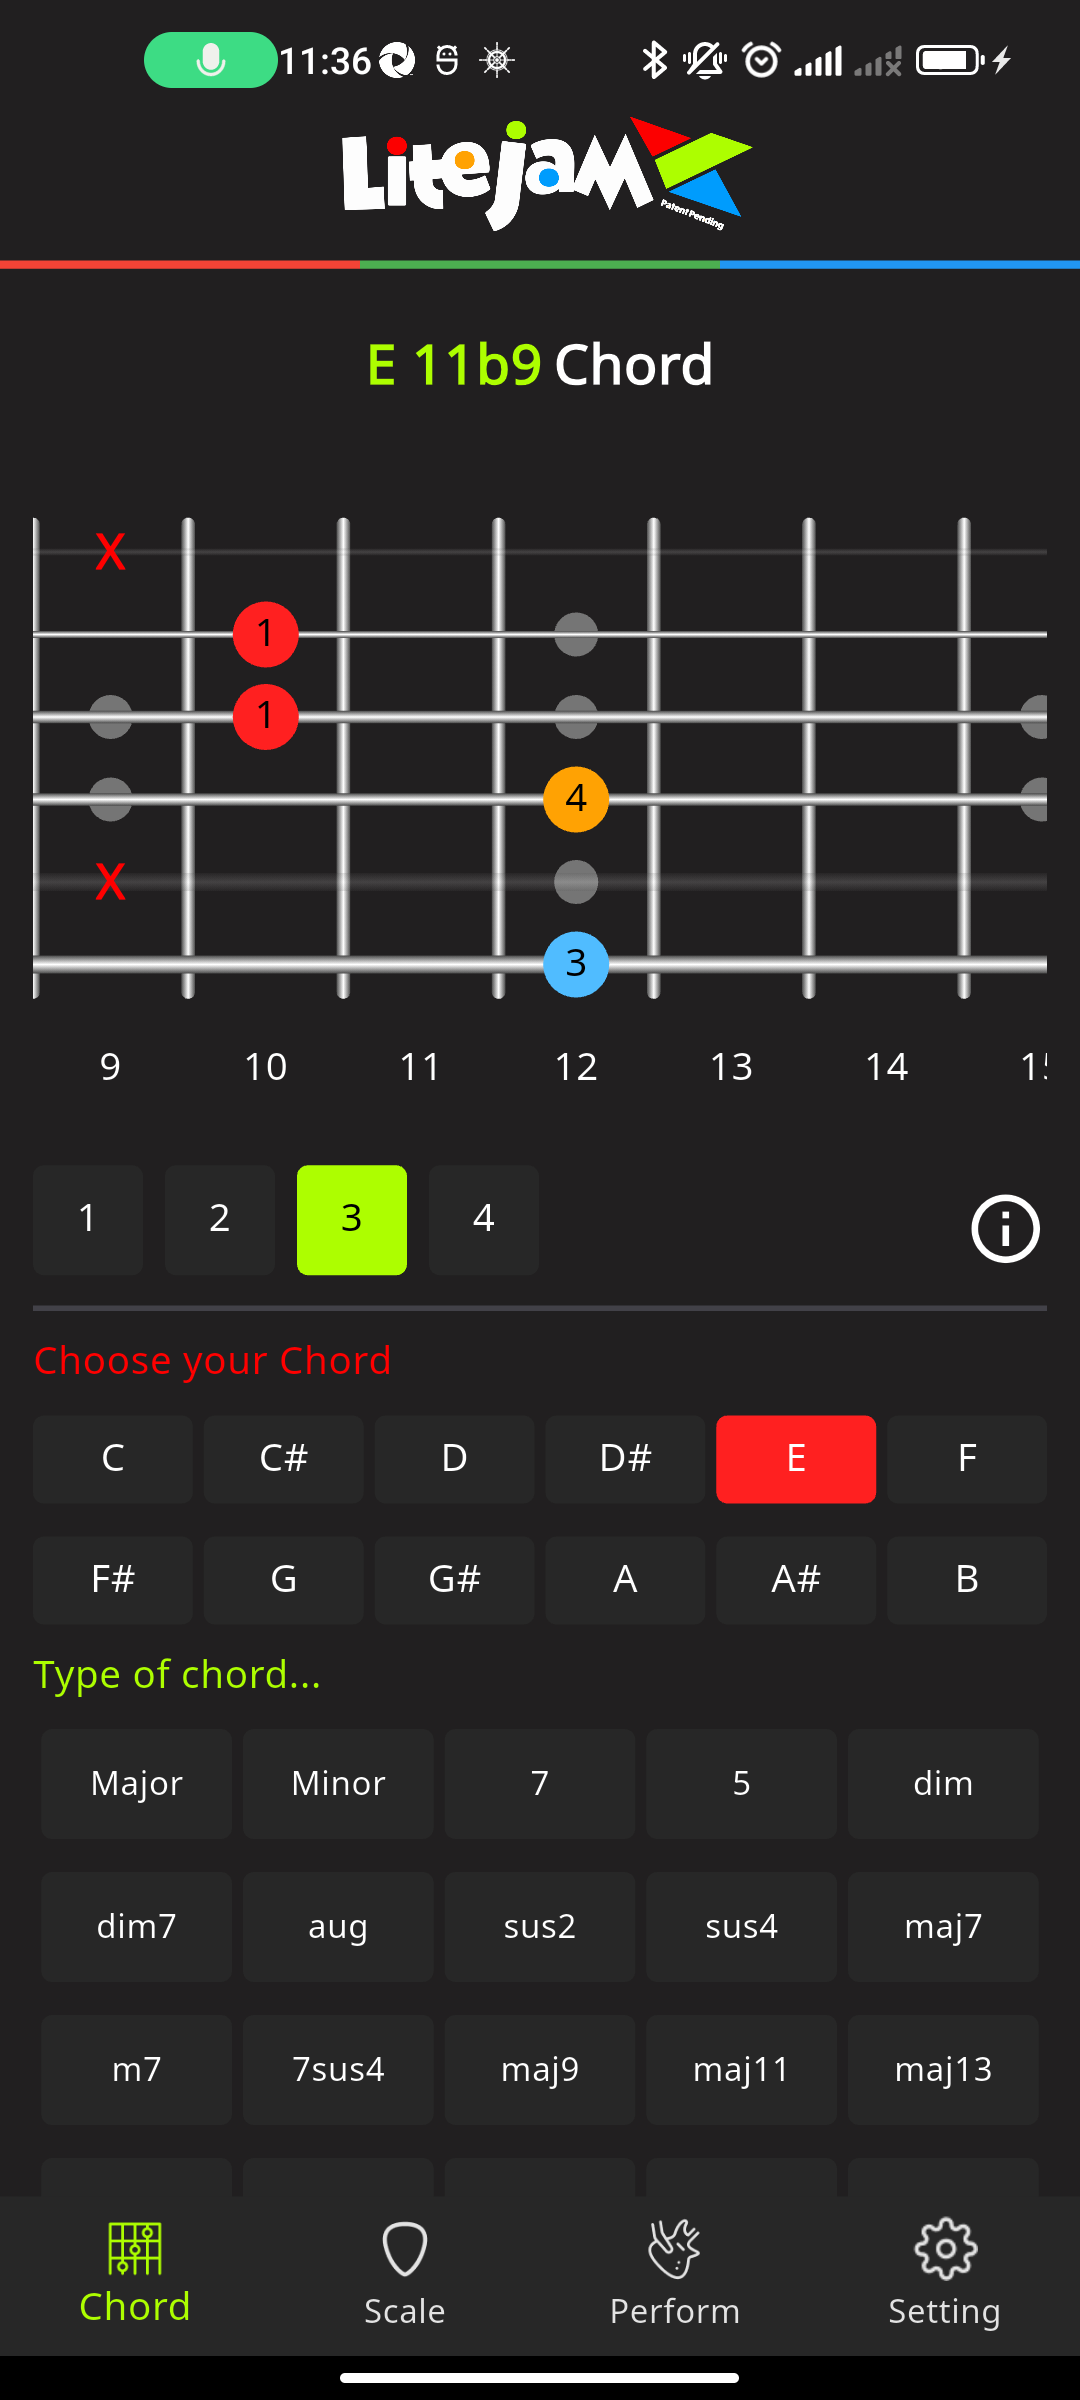 11:36
Litejam
Patent Pending
E 11b9 Chord
X
1
1
4
X
3
9 10 11 12 13 14
1 2 3 4
Choose your Chord
C C# D D# E F
F# G G# A A# B
Type of chord...
Major Minor 7 5 dim
dim7 aug sus2 sus4 maj7
m7 7sus4 maj9 maj11 maj13
Chord Scale Perform Setting